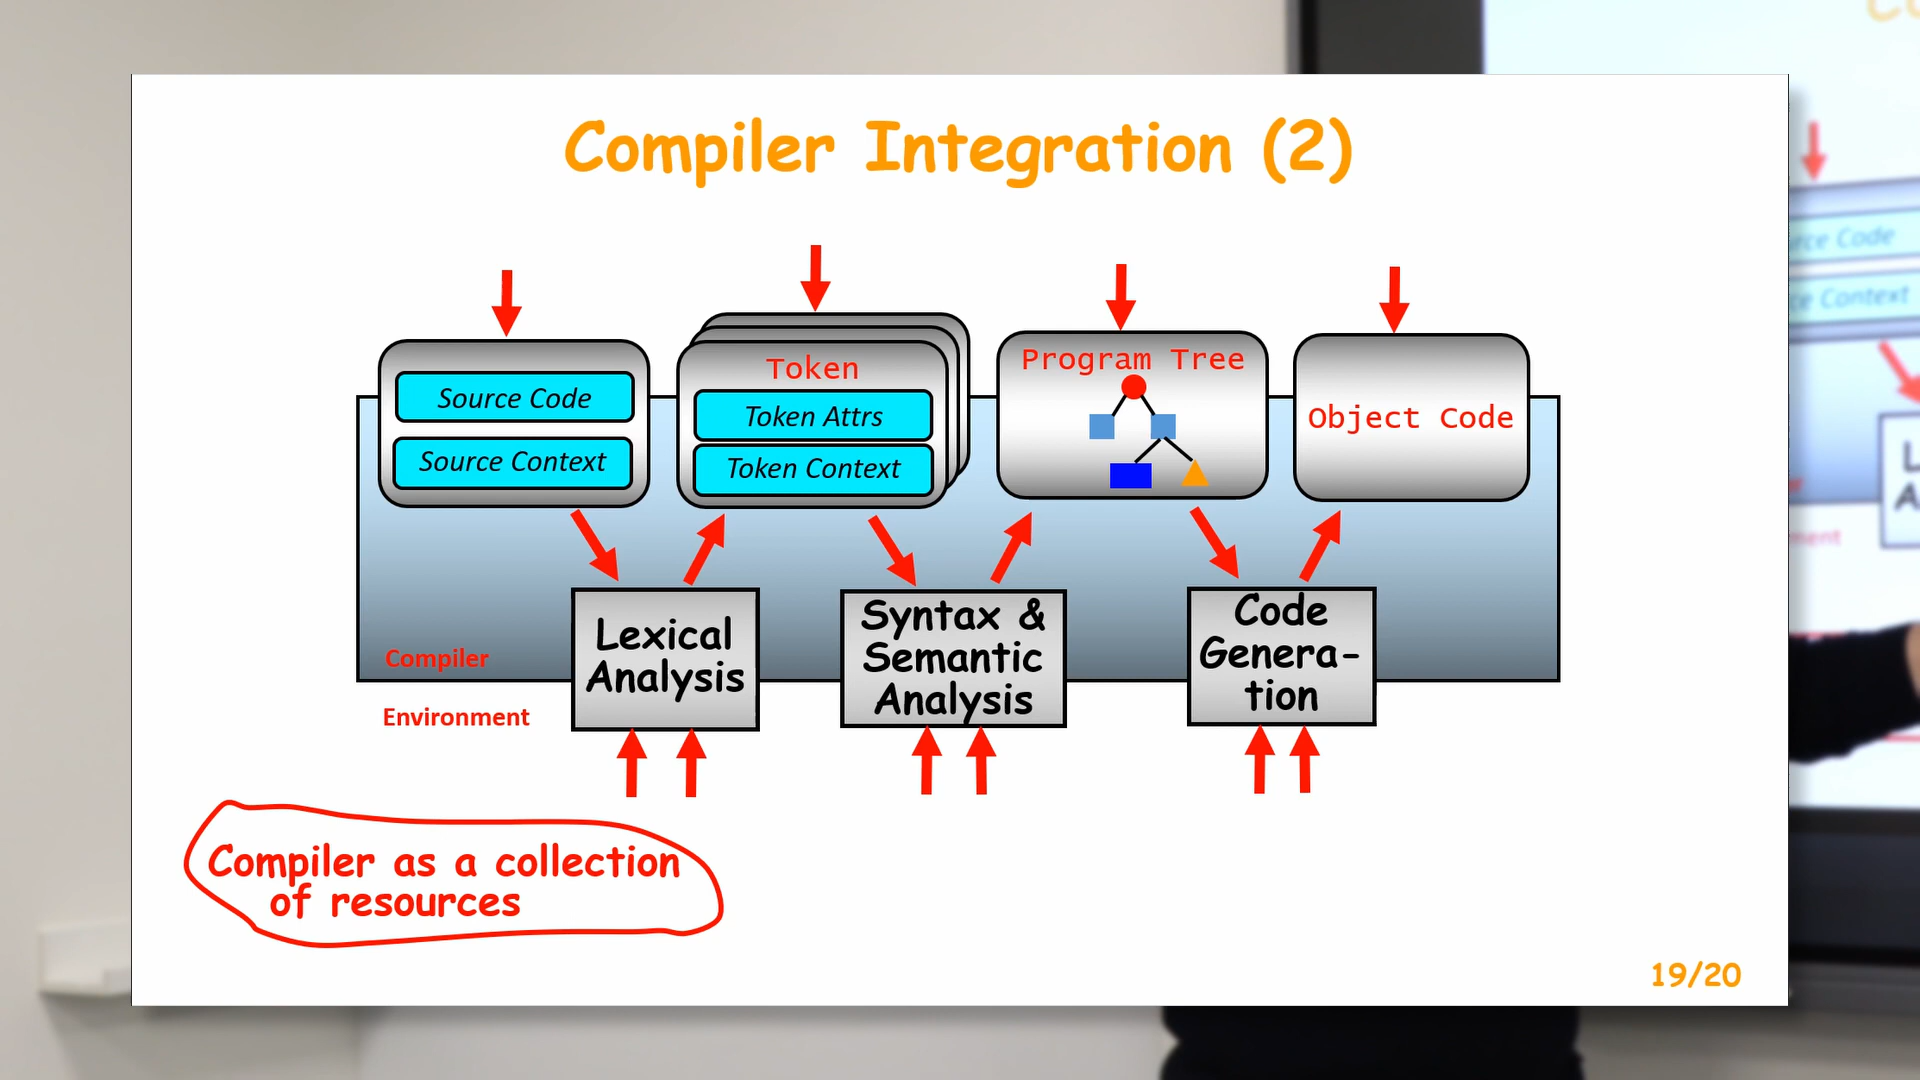 Compiler Integration (2)
Source Code
Source Context
Token
Token Attrs
Token Context
Program Tree
Object Code
Lexical
Analysis
Syntax &
Semantic
Analysis
Code
Genera-
tion
Compiler
Environment
Compiler as a collection
of resources
19/20